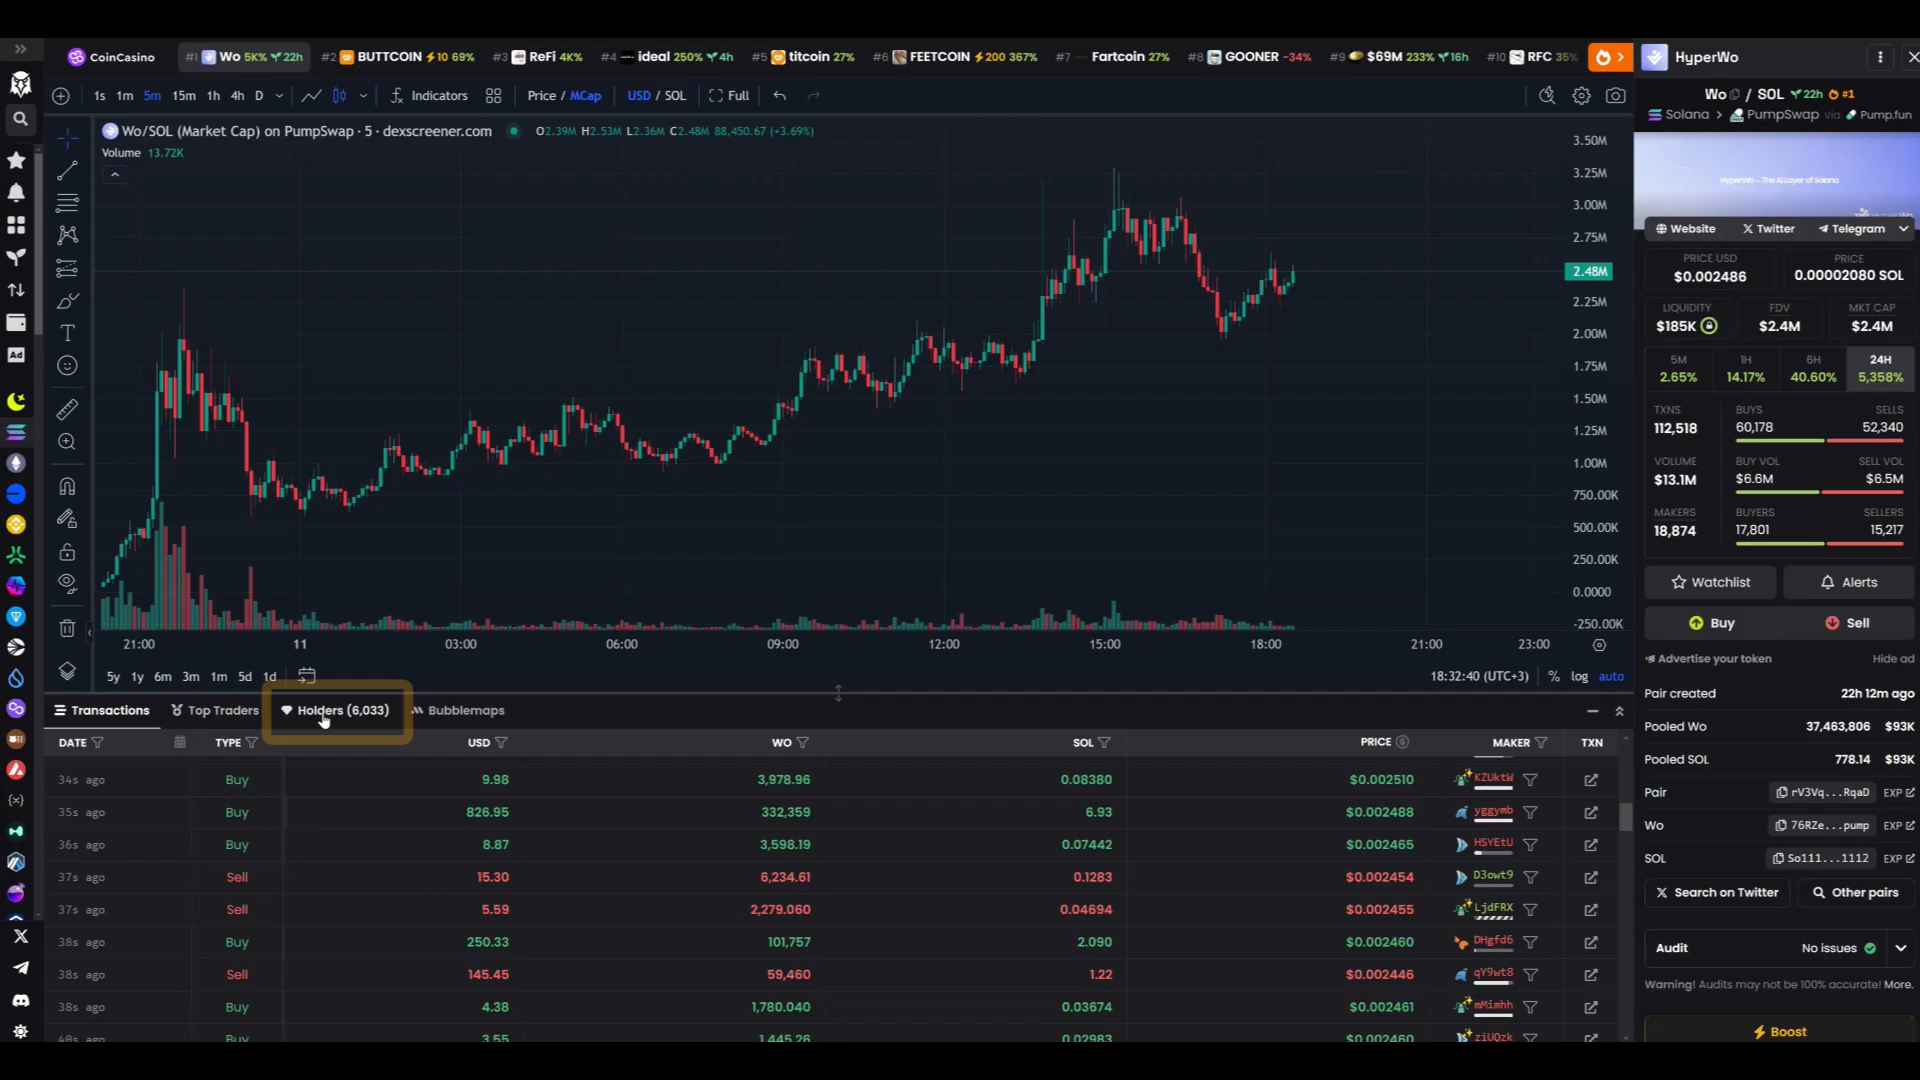 CoinCasino #1 Wo 5K% 22h #2 BUTTCOIN ⚡10 69% #3 ReFi 4K% #4 ideal 250% 4h #5 titcoin 27% #6 FEETCOIN ⚡200 367% #7 Fartcoin 27% #8 GOONER -34% #9 $69M 233% 16h #10 RFC 35%
HyperWo
1s 1m 5m 15m 1h 4h D Indicators Price / MCap USD / SOL Full
Wo / SOL 22h #1
Solana > PumpSwap via Pump.fun
Wo/SOL (Market Cap) on PumpSwap · 5 · dexscreener.com O2.39M H2.53M L2.36M C2.48M 88,450.67 (+3.69%)
Volume 13.72K
3.50M
3.25M
3.00M
2.75M
2.48M
2.25M
2.00M
1.75M
1.50M
1.25M
1.00M
750.00K
500.00K
250.00K
0.0000
-250.00K
21:00 11 03:00 06:00 09:00 12:00 15:00 18:00 21:00 23:00
5y 1y 6m 3m 1m 5d 1d
18:32:40 (UTC+3) % log auto
HyperWo – The AI Layer of Solana
Website Twitter Telegram
PRICE USD PRICE
$0.002486 0.00002080 SOL
LIQUIDITY FDV MKT CAP
$185K $2.4M $2.4M
5M 1H 6H 24H
2.65% 14.17% 40.60% 5,358%
TXNS BUYS SELLS
112,518 60,178 52,340
VOLUME BUY VOL SELL VOL
$13.1M $6.6M $6.5M
MAKERS BUYERS SELLERS
18,874 17,801 15,217
Watchlist Alerts
Buy Sell
Advertise your token Hide ad
Pair created 22h 12m ago
Pooled Wo 37,463,806 $93K
Pooled SOL 778.14 $93K
Pair rV3Vq...RqaD EXP
Wo 76RZe...pump EXP
SOL So111...1112 EXP
Search on Twitter Other pairs
Audit No issues
Warning! Audits may not be 100% accurate! More.
Boost
Ad
Transactions Top Traders Holders (6,033) Bubblemaps
DATE TYPE USD WO SOL PRICE MAKER TXN
34s ago Buy 9.98 3,978.96 0.08380 $0.002510 KZUktW
35s ago Buy 826.95 332,359 6.93 $0.002488 yggymb
36s ago Buy 8.87 3,598.19 0.07442 $0.002465 HSYEtU
37s ago Sell 15.30 6,234.61 0.1283 $0.002454 D3owt9
37s ago Sell 5.59 2,279.060 0.04694 $0.002455 LjdFRX
38s ago Buy 250.33 101,757 2.090 $0.002460 DHgfd6
38s ago Sell 145.45 59,460 1.22 $0.002446 qY9wt8
38s ago Buy 4.38 1,780.040 0.03674 $0.002461 mMimhh
40s ago Buy 3.55 1,445.26 0.02983 $0.002460 ziUQzk